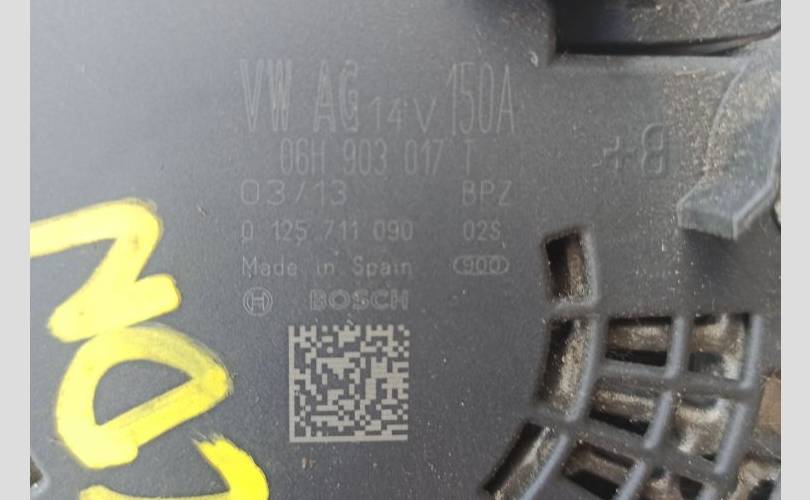 VW AG 14V 150A
06H 903 017 T
03/13 BPZ
0 125 711 090 02S
Made in Spain 900
BOSCH
B+